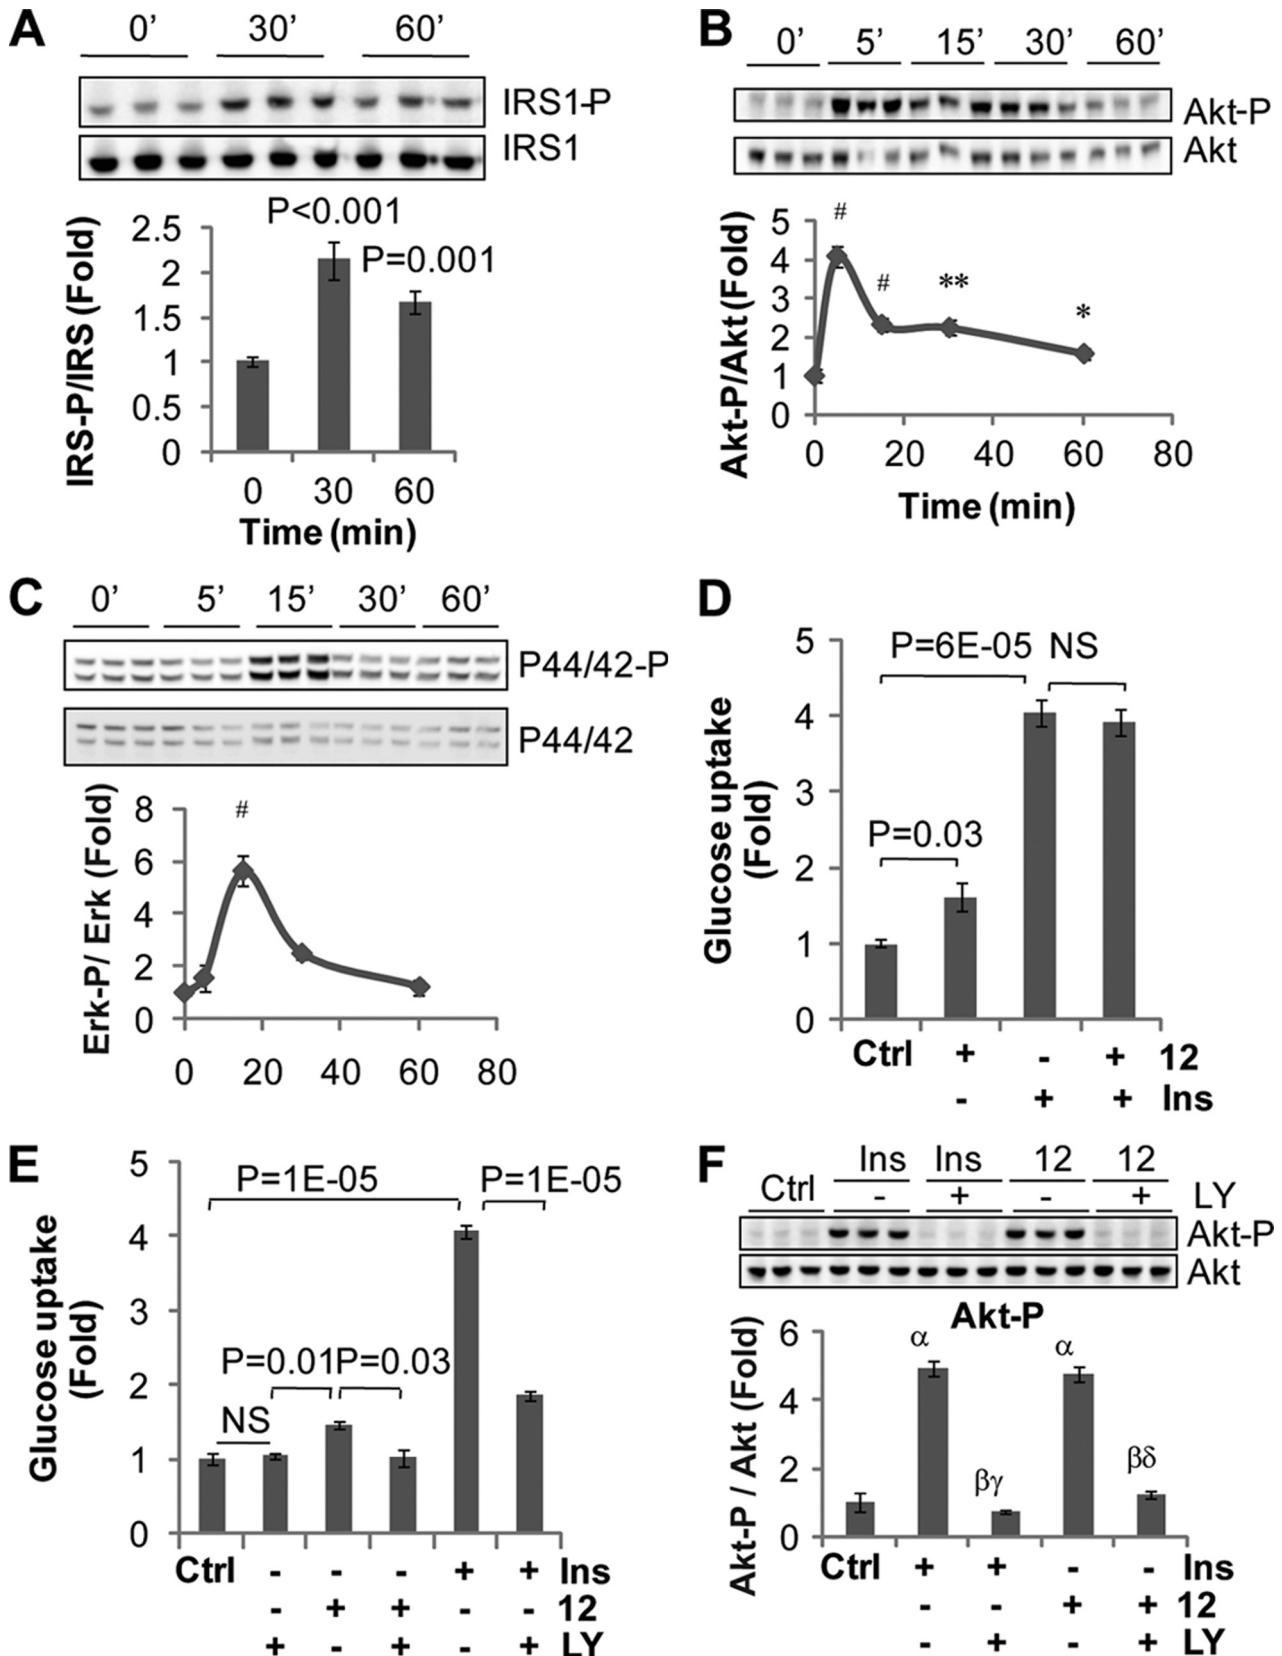 A
0’ 30’ 60’
IRS1-P
IRS1
P<0.001
P=0.001
IRS-P/IRS (Fold)
2.5
2
1.5
1
0.5
0
0 30 60
Time (min)
B
0’ 5’ 15’ 30’ 60’
Akt-P
Akt
# # ** *
Akt-P/Akt (Fold)
5
4
3
2
1
0
0 20 40 60 80
Time (min)
C
0’ 5’ 15’ 30’ 60’
P44/42-P
P44/42
#
Erk-P/ Erk (Fold)
8
6
4
2
0
0 20 40 60 80
D
P=6E-05 NS
P=0.03
Glucose uptake
(Fold)
5
4
3
2
1
0
Ctrl + - + 12
- + + Ins
E
P=1E-05 P=1E-05
P=0.01 P=0.03
NS
Glucose uptake
(Fold)
5
4
3
2
1
0
Ctrl - - - + + Ins
- + + - - 12
+ - + - + LY
F
Ins Ins 12 12
Ctrl - + - + LY
Akt-P
Akt
Akt-P
α α
βγ βδ
Akt-P / Akt (Fold)
6
4
2
0
Ctrl + + - - Ins
- - + + 12
- + - + LY